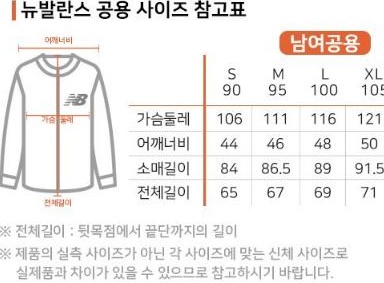 뉴발란스 공용 사이즈 참고표
남여공용
어깨너비
NB
가슴둘레
전체길이
S M L XL
90 95 100 105
가슴둘레 106 111 116 121
어깨너비 44 46 48 50
소매길이 84 86.5 89 91.5
전체길이 65 67 69 71
※ 전체길이 : 뒷목점에서 끝단까지의 길이
※ 제품의 실측 사이즈가 아닌 각 사이즈에 맞는 신체 사이즈로
실제품과 차이가 있을 수 있으므로 참고하시기 바랍니다.